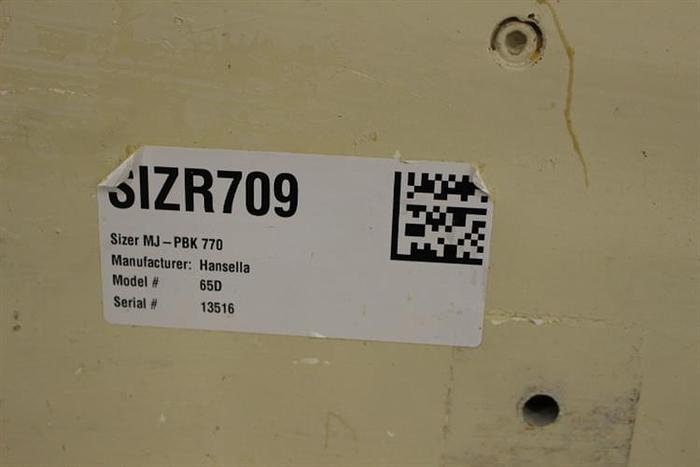 SIZR709
Sizer MJ-PBK 770
Manufacturer: Hansella
Model # 65D
Serial # 13516